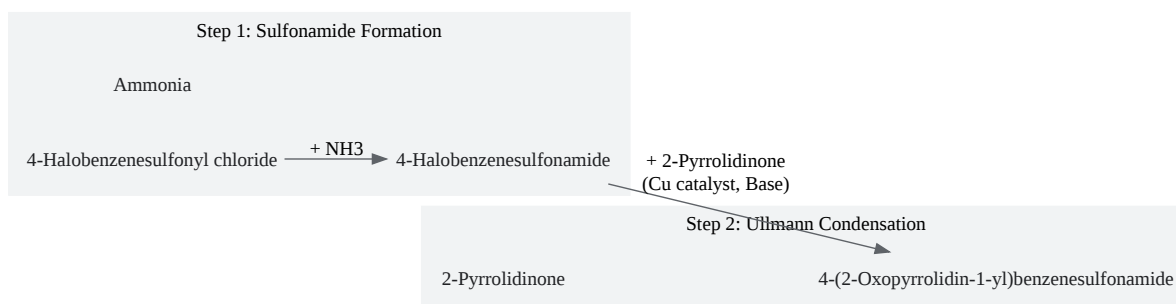 Step 1: Sulfonamide Formation
Ammonia
4-Halobenzenesulfonyl chloride
+ NH3
4-Halobenzenesulfonamide
+ 2-Pyrrolidinone
(Cu catalyst, Base)
Step 2: Ullmann Condensation
2-Pyrrolidinone
4-(2-Oxopyrrolidin-1-yl)benzenesulfonamide